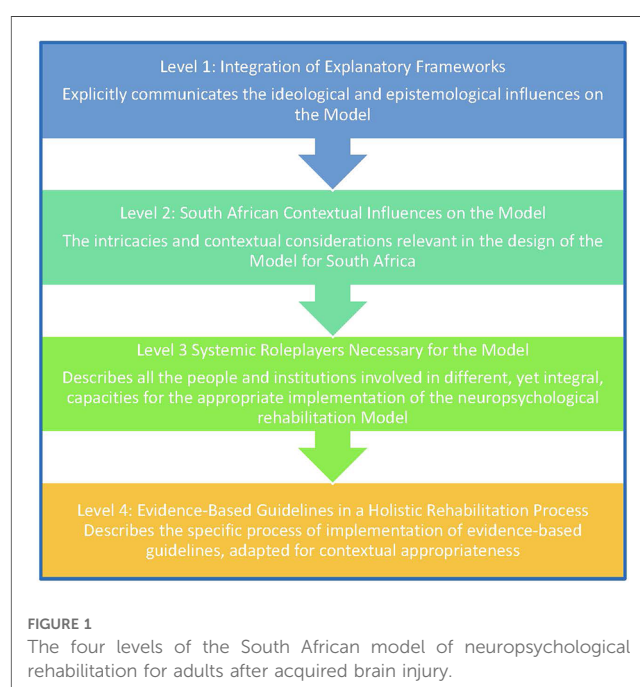 Level 1: Integration of Explanatory Frameworks
Explicitly communicates the ideological and epistemological influences on
the Model
Level 2: South African Contextual Influences on the Model
The intricacies and contextual considerations relevant in the design of the
Model for South Africa
Level 3 Systemic Roleplayers Necessary for the Model
Describes all the people and institutions involved in different, yet integral,
capacities for the appropriate implementation of the neuropsychological
rehabilitation Model
Level 4: Evidence-Based Guidelines in a Holistic Rehabilitation Process
Describes the specific process of implementation of evidence-based
guidelines, adapted for contextual appropriateness
FIGURE 1
The four levels of the South African model of neuropsychological
rehabilitation for adults after acquired brain injury.